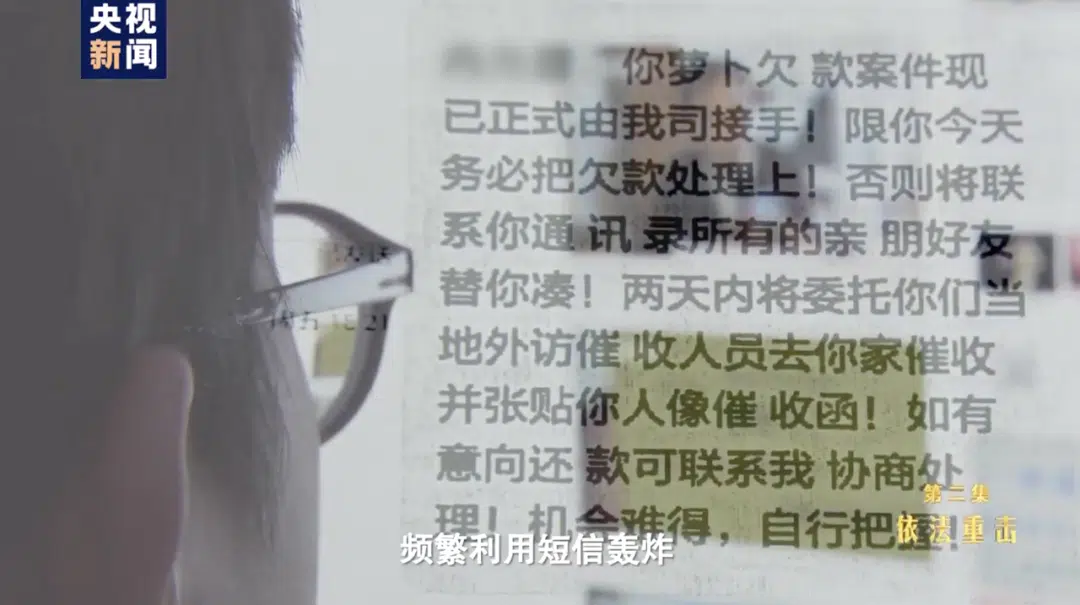 央视
新闻
你萝卜欠 款案件现
已正式由我司接手！限你今天
务必把欠款处理上！否则将联
系你通 讯 录所有的亲 朋好友
替你凑！两天内将委托你们当
地外访催 收人员去你家催收
并张贴你人像催 收函！如有
意向还 款可联系我 协商处
理！机会难得，自行把握！
第二集
依法重击
频繁利用短信轰炸